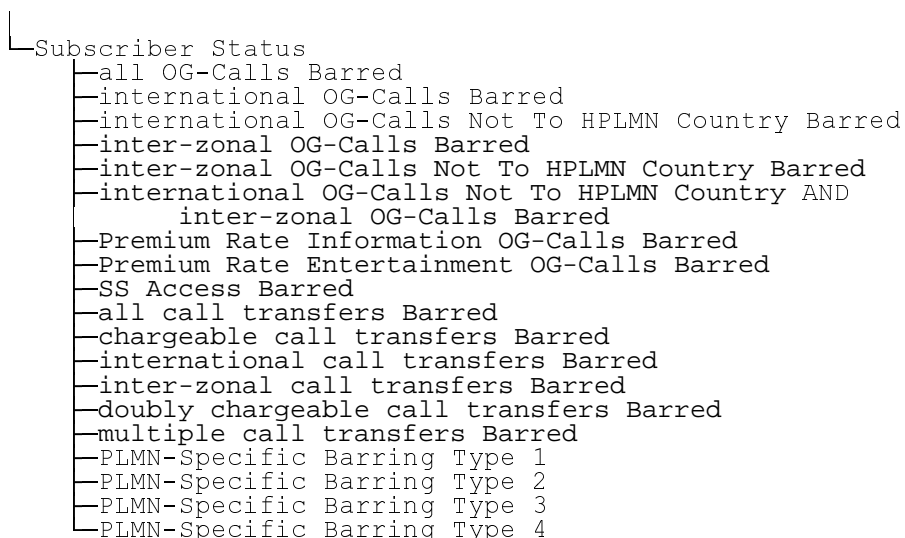 Subscriber Status
all OG-Calls Barred
international OG-Calls Barred
international OG-Calls Not To HPLMN Country Barred
inter-zonal OG-Calls Barred
inter-zonal OG-Calls Not To HPLMN Country Barred
international OG-Calls Not To HPLMN Country AND
inter-zonal OG-Calls Barred
Premium Rate Information OG-Calls Barred
Premium Rate Entertainment OG-Calls Barred
SS Access Barred
all call transfers Barred
chargeable call transfers Barred
international call transfers Barred
inter-zonal call transfers Barred
doubly chargeable call transfers Barred
multiple call transfers Barred
PLMN-Specific Barring Type 1
PLMN-Specific Barring Type 2
PLMN-Specific Barring Type 3
PLMN-Specific Barring Type 4